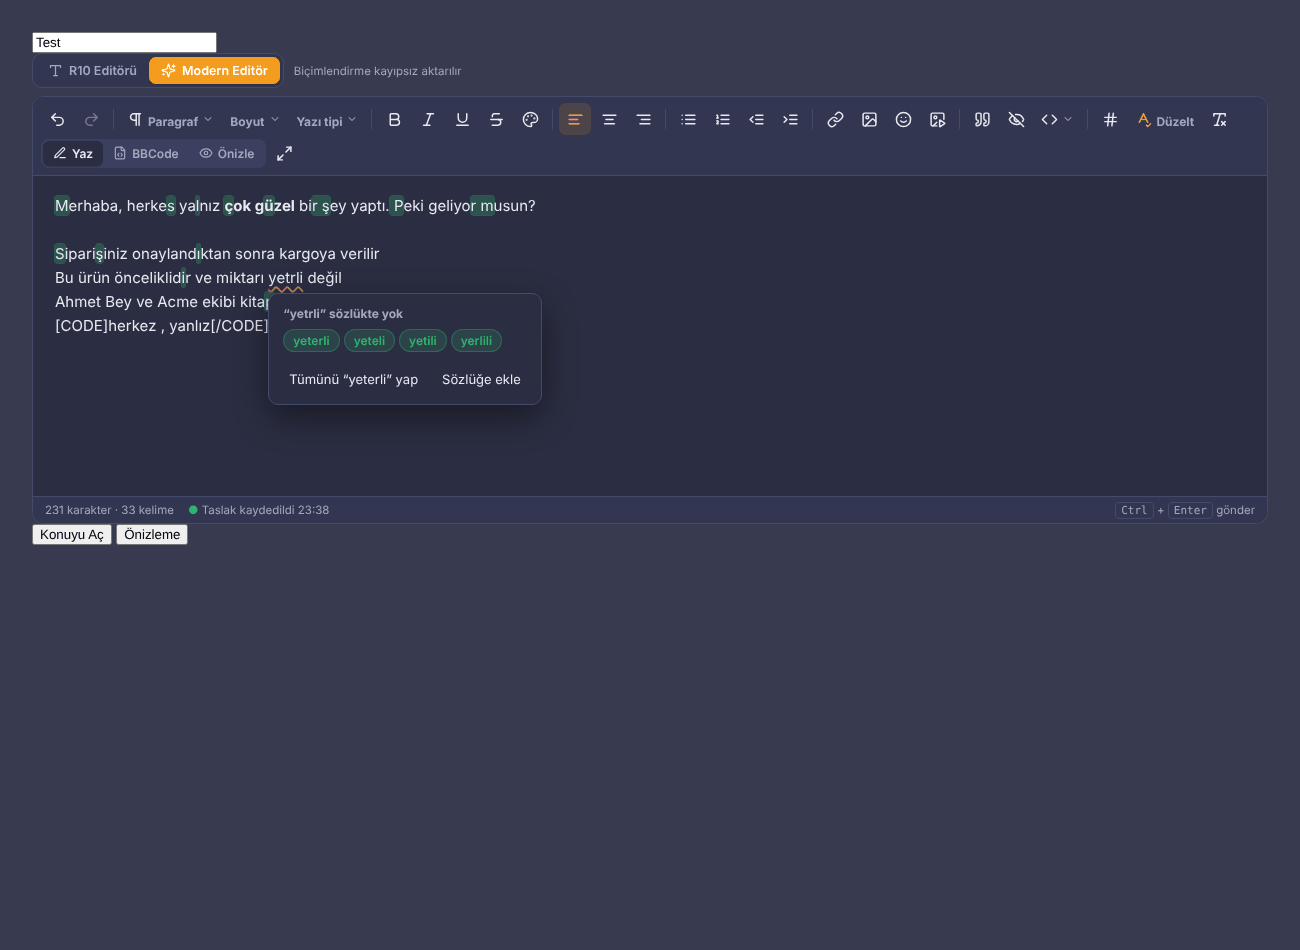 Test
R10 Editörü Modern Editör Biçimlendirme kayıpsız aktarılır
Paragraf Boyut Yazı tipi Düzelt
Yaz BBCode Önizle
Merhaba, herkes yalnız çok güzel bir şey yaptı. Peki geliyor musun?
Siparişiniz onaylandıktan sonra kargoya verilir
Bu ürün önceliklidir ve miktarı yetrli değil
Ahmet Bey ve Acme ekibi kitap
[CODE]herkez , yanlız[/CODE]
“yetrli” sözlükte yok
yeterli yeteli yetili yerlili
Tümünü “yeterli” yap Sözlüğe ekle
231 karakter · 33 kelime Taslak kaydedildi 23:38 Ctrl + Enter gönder
Konuyu Aç Önizleme